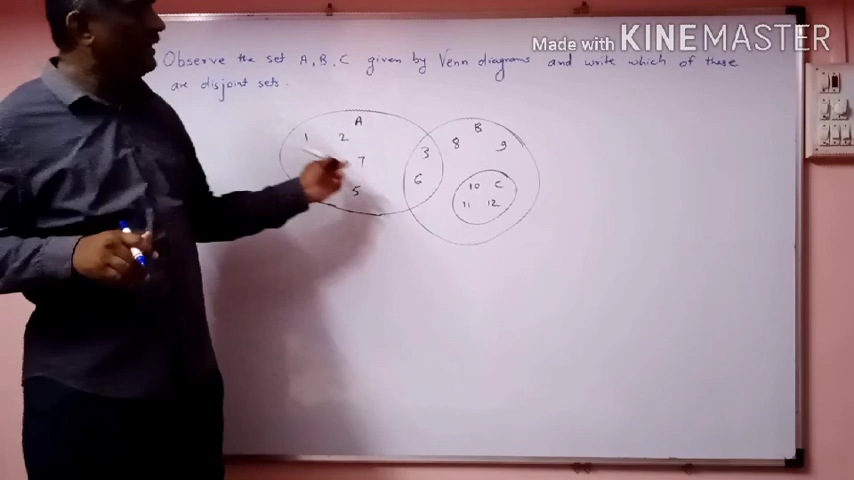 Made with KINEMASTER
Observe the set A, B, C given by Venn diagrams and write which of these
are disjoint sets.
A B
1 2 3 8 9
7
5 6 10 C
11 12